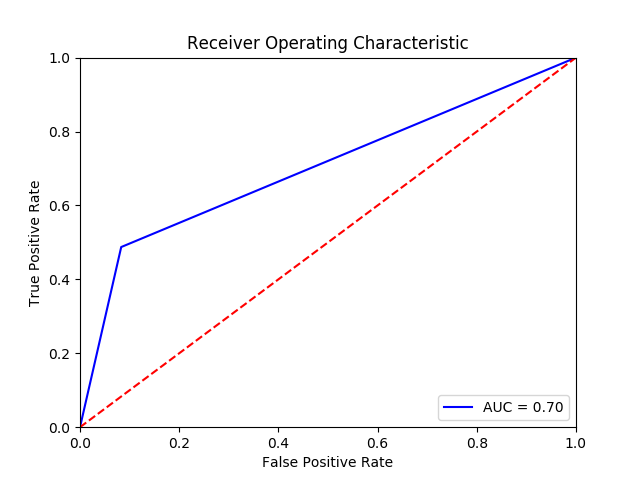 Receiver Operating Characteristic
True Positive Rate
1.0
0.8
0.6
0.4
0.2
0.0
AUC = 0.70
0.0 0.2 0.4 0.6 0.8 1.0
False Positive Rate